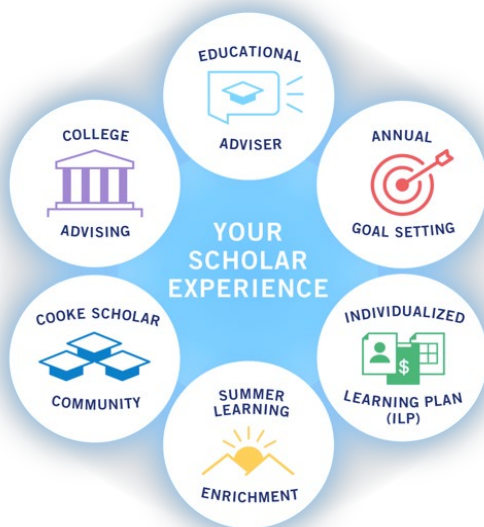 EDUCATIONAL
ADVISER
ANNUAL
GOAL SETTING
INDIVIDUALIZED
$
LEARNING PLAN
(ILP)
SUMMER
LEARNING
ENRICHMENT
COOKE SCHOLAR
COMMUNITY
COLLEGE
ADVISING
YOUR
SCHOLAR
EXPERIENCE